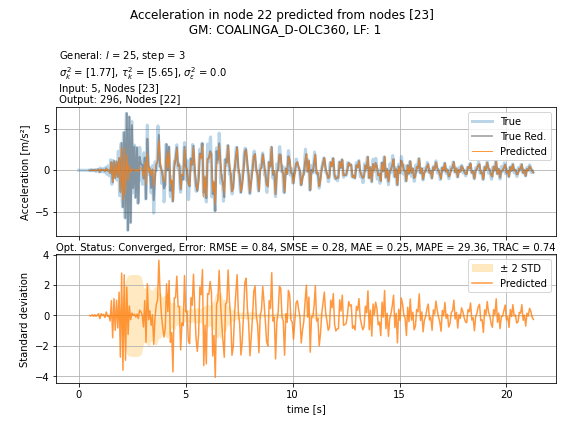 Acceleration in node 22 predicted from nodes [23]
GM: COALINGA_D-OLC360, LF: 1
General: l = 25, step = 3
σ²ₖ = [1.77], τ²ₖ = [5.65], σ²ε = 0.0
Input: 5, Nodes [23]
Output: 296, Nodes [22]
Acceleration [m/s²]
5
0
−5
True
True Red.
Predicted
Opt. Status: Converged, Error: RMSE = 0.84, SMSE = 0.28, MAE = 0.25, MAPE = 29.36, TRAC = 0.74
Standard deviation
4
2
0
−2
−4
± 2 STD
Predicted
0 5 10 15 20
time [s]